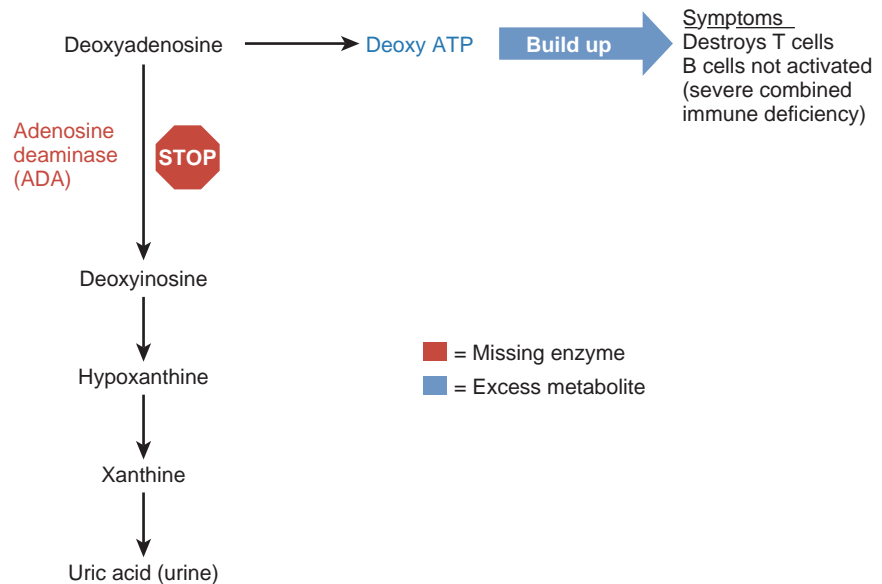 Deoxyadenosine
Deoxy ATP
Build up
Symptoms
Destroys T cells
B cells not activated
(severe combined
immune deficiency)
Adenosine
deaminase
(ADA)
STOP
Deoxyinosine
Hypoxanthine
Xanthine
Uric acid (urine)
= Missing enzyme
= Excess metabolite